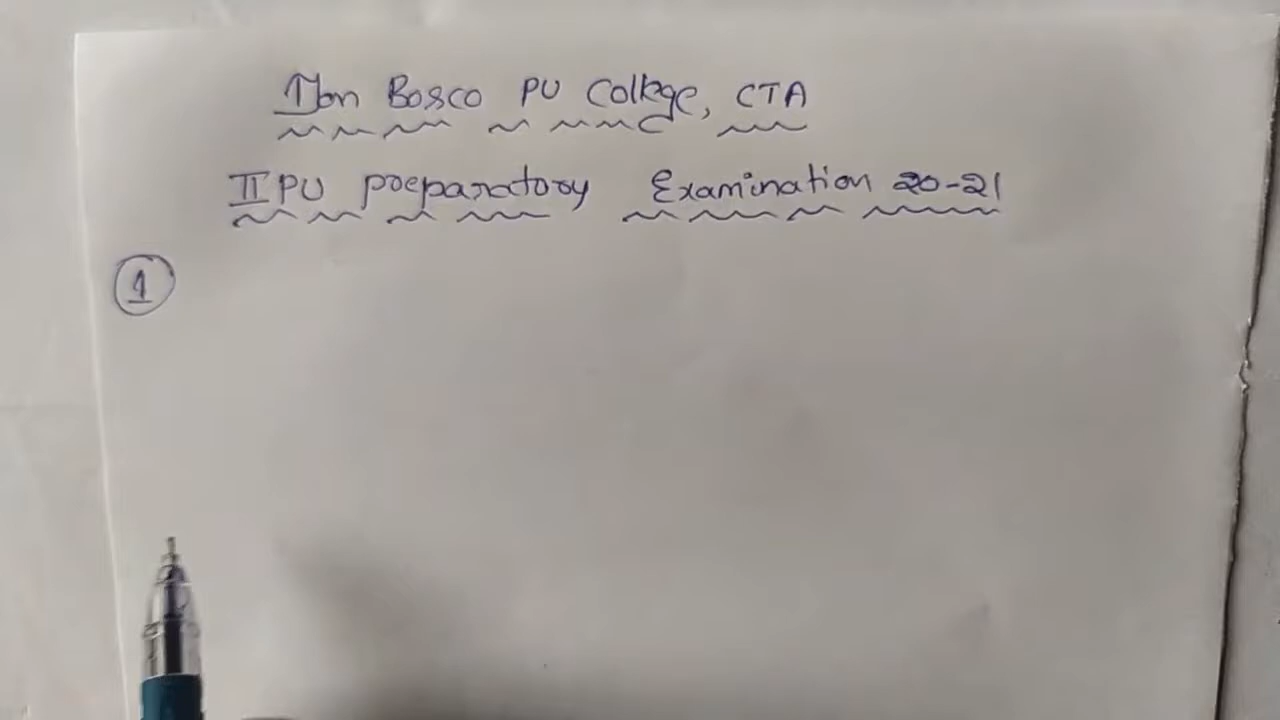 Don Bosco PU College, CTA
II PU preparatory Examination 20-21
1